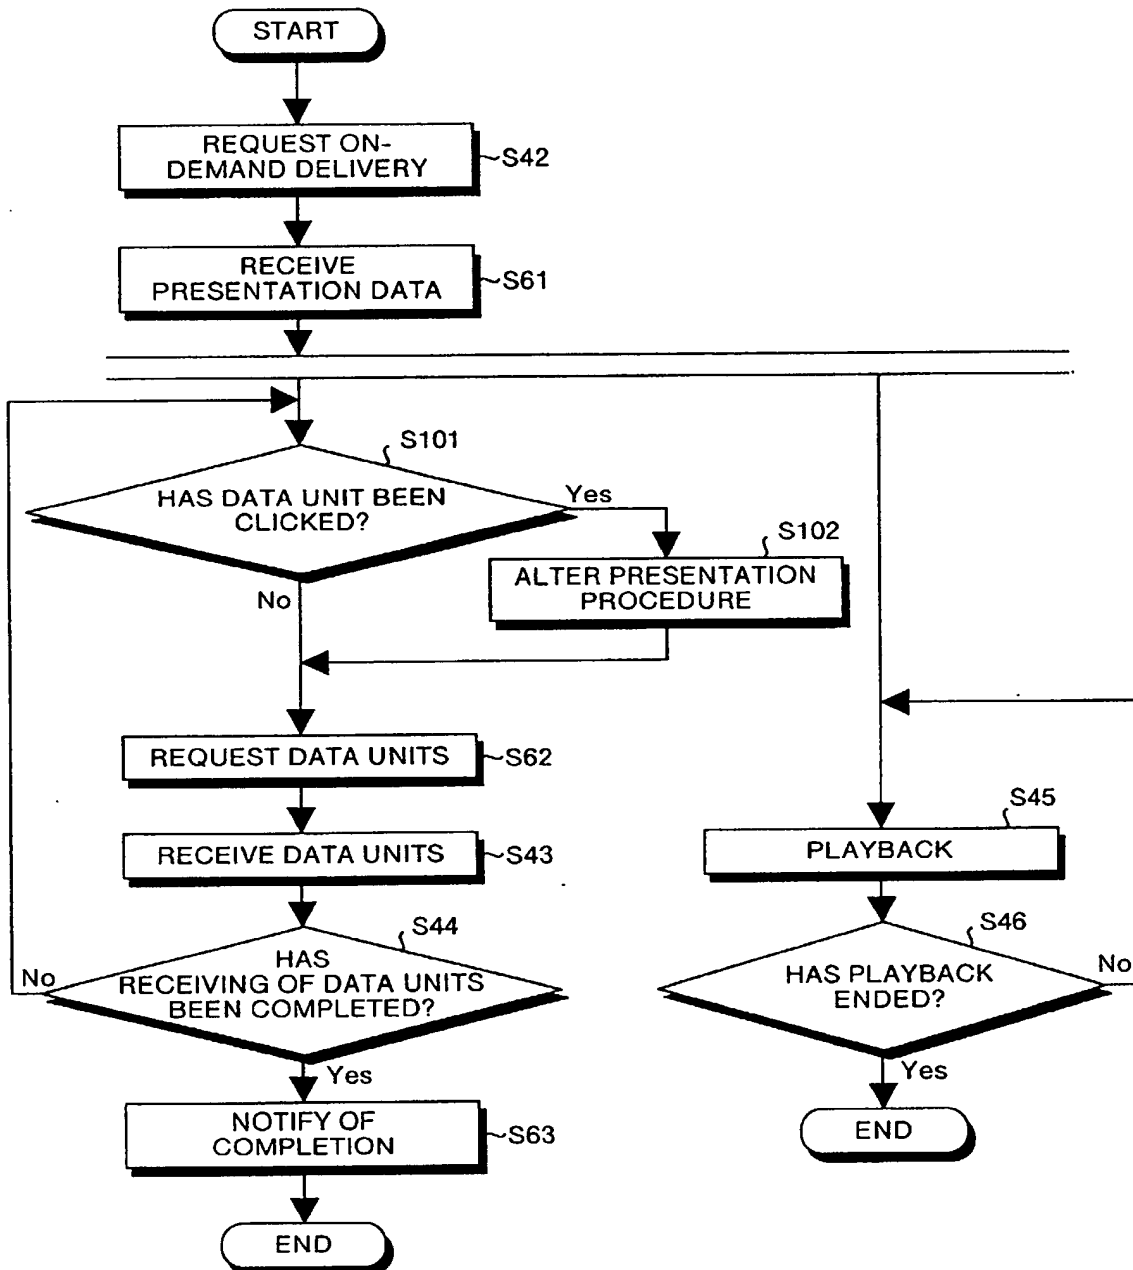 START
REQUEST ON-
DEMAND DELIVERY
S42
RECEIVE
PRESENTATION DATA
S61
S101
HAS DATA UNIT BEEN
CLICKED?
Yes
S102
ALTER PRESENTATION
PROCEDURE
No
REQUEST DATA UNITS
S62
RECEIVE DATA UNITS
S43
S44
HAS
RECEIVING OF DATA UNITS
BEEN COMPLETED?
No
Yes
NOTIFY OF
COMPLETION
S63
END
S45
PLAYBACK
S46
HAS PLAYBACK
ENDED?
No
Yes
END